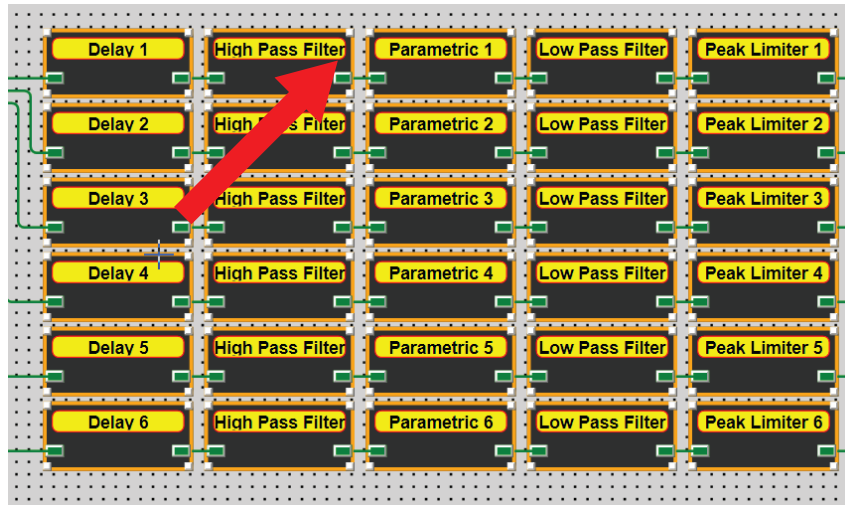 Delay 1 High Pass Filter Parametric 1 Low Pass Filter Peak Limiter 1
Delay 2 High Pass Filter Parametric 2 Low Pass Filter Peak Limiter 2
Delay 3 High Pass Filter Parametric 3 Low Pass Filter Peak Limiter 3
Delay 4 High Pass Filter Parametric 4 Low Pass Filter Peak Limiter 4
Delay 5 High Pass Filter Parametric 5 Low Pass Filter Peak Limiter 5
Delay 6 High Pass Filter Parametric 6 Low Pass Filter Peak Limiter 6